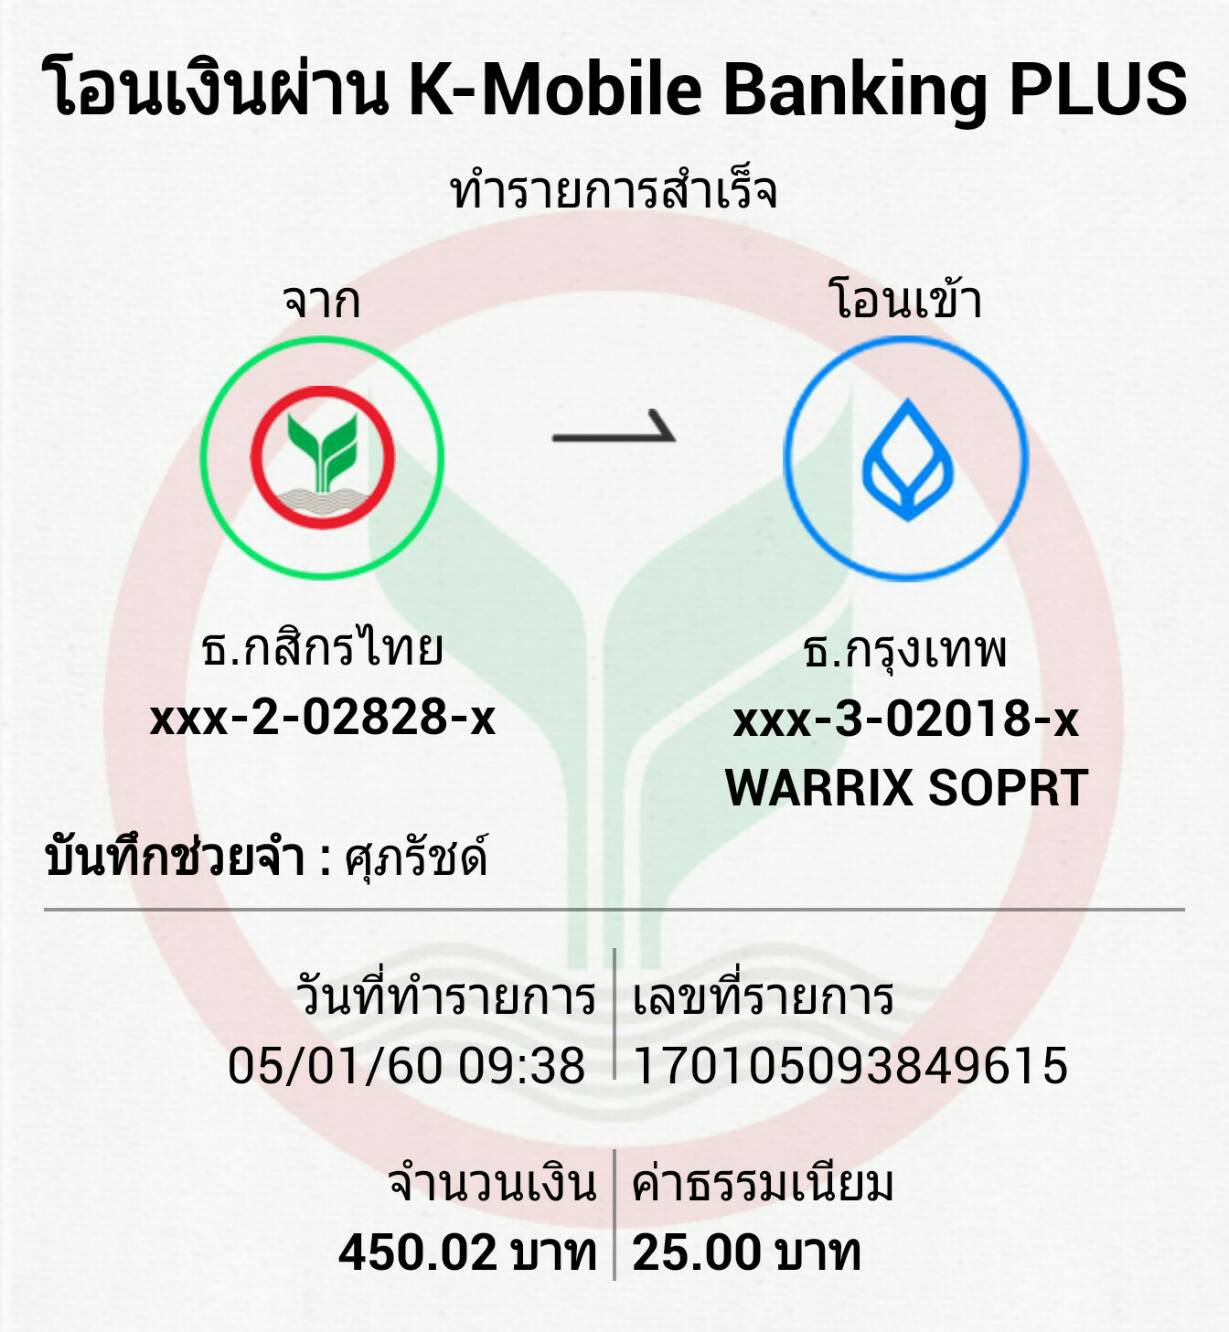 โอนเงินผ่าน K-Mobile Banking PLUS
ทำรายการสำเร็จ
จาก
โอนเข้า
ธ.กสิกรไทย
ธ.กรุงเทพ
xxx-2-02828-x
xxx-3-02018-x
WARRIX SOPRT
บันทึกช่วยจำ : ศุภรัชด์
วันที่ทำรายการ
เลขที่รายการ
05/01/60 09:38
170105093849615
จำนวนเงิน
ค่าธรรมเนียม
450.02 บาท
25.00 บาท